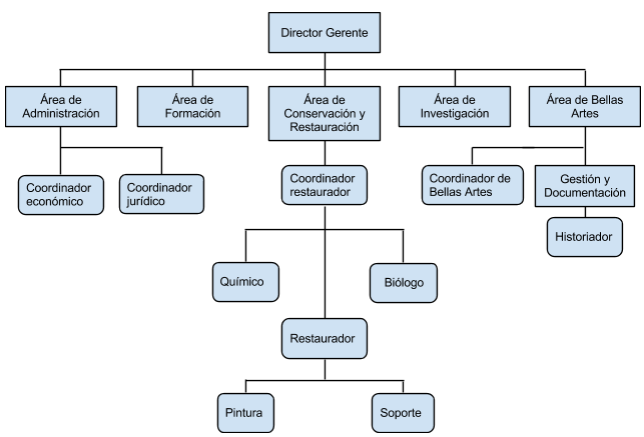 Director Gerente
Área de
Administración
Área de
Formación
Área de
Conservación y
Restauración
Área de
Investigación
Área de Bellas
Artes
Coordinador
económico
Coordinador
jurídico
Coordinador
restaurador
Coordinador de
Bellas Artes
Gestión y
Documentación
Historiador
Químico
Biólogo
Restaurador
Pintura
Soporte